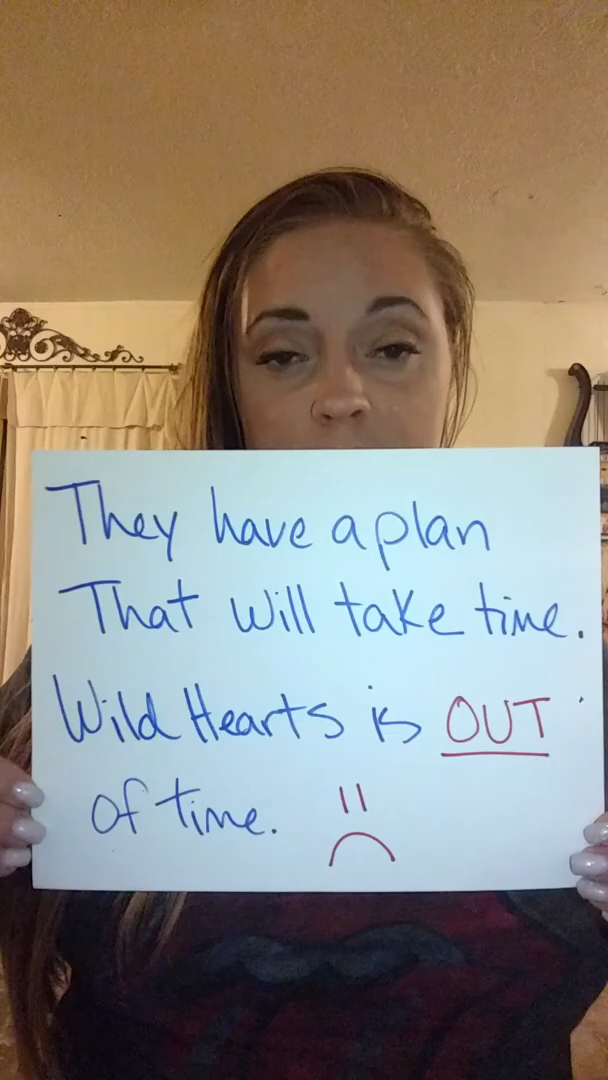 They have a plan
That will take time.
Wild Hearts is OUT
of time.